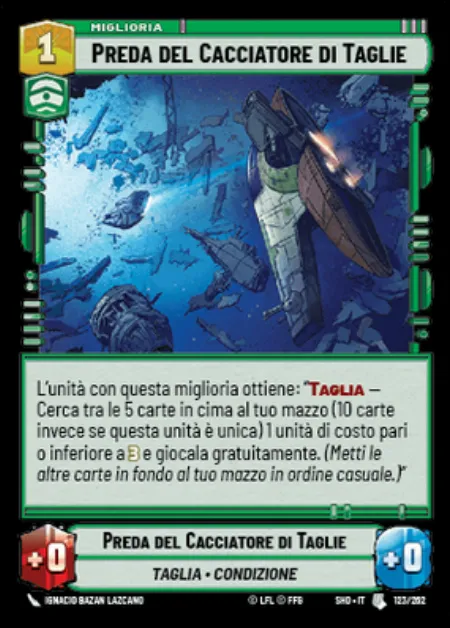 MIGLIORIA
1
PREDA DEL CACCIATORE DI TAGLIE
L'unità con questa miglioria ottiene: "TAGLIA –
Cerca tra le 5 carte in cima al tuo mazzo (10 carte
invece se questa unità è unica) 1 unità di costo pari
o inferiore a 3 e giocala gratuitamente. (Metti le
altre carte in fondo al tuo mazzo in ordine casuale.)"
+0
PREDA DEL CACCIATORE DI TAGLIE
+0
TAGLIA • CONDIZIONE
IGNACIO BAZAN LAZCANO
© LFL © FFG
SHD • IT
123/262